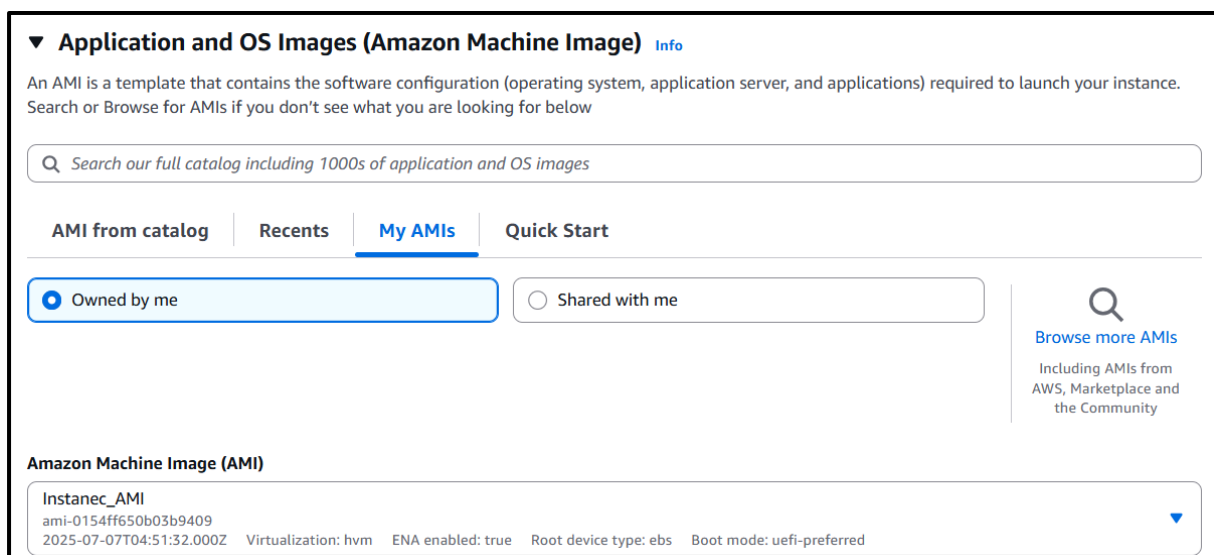 Application and OS Images (Amazon Machine Image) Info
An AMI is a template that contains the software configuration (operating system, application server, and applications) required to launch your instance.
Search or Browse for AMIs if you don't see what you are looking for below
Search our full catalog including 1000s of application and OS images
AMI from catalog Recents My AMIs Quick Start
Owned by me Shared with me
Browse more AMIs
Including AMIs from
AWS, Marketplace and
the Community
Amazon Machine Image (AMI)
Instanec_AMI
ami-0154ff650b03b9409
2025-07-07T04:51:32.000Z Virtualization: hvm ENA enabled: true Root device type: ebs Boot mode: uefi-preferred